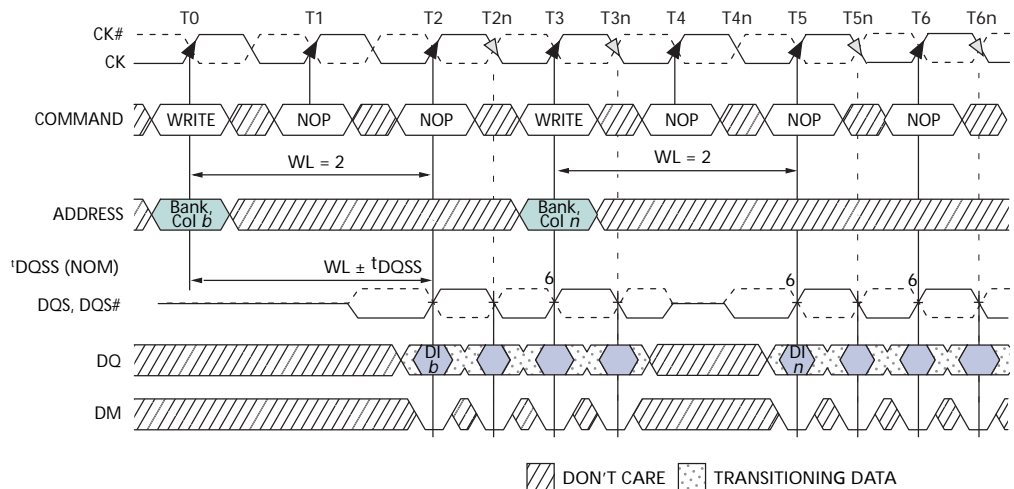 T0 T1 T2 T2n T3 T3n T4 T4n T5 T5n T6 T6n
CK#
CK
COMMAND WRITE NOP NOP WRITE NOP NOP NOP
WL = 2 WL = 2
ADDRESS Bank, Col b Bank, Col n
tDQSS (NOM) WL ± tDQSS
6 6 6
DQS, DQS#
DQ DI b DI n
DM
DON'T CARE TRANSITIONING DATA